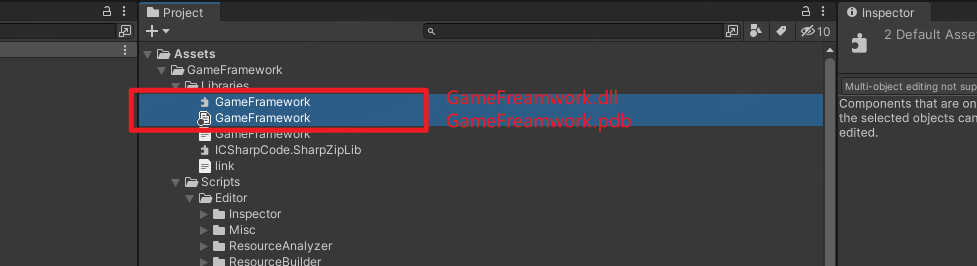 Project
Inspector
10
2 Default Asse
Assets
GameFramework
Libraries
Multi-object editing not sup
GameFramework
GameFreamwork.dll
Components that are on
GameFramework
GameFreamwork.pdb
the selected objects can
GameFramework
edited.
ICSharpCode.SharpZipLib
link
Scripts
Editor
Inspector
Misc
ResourceAnalyzer
ResourceBuilder